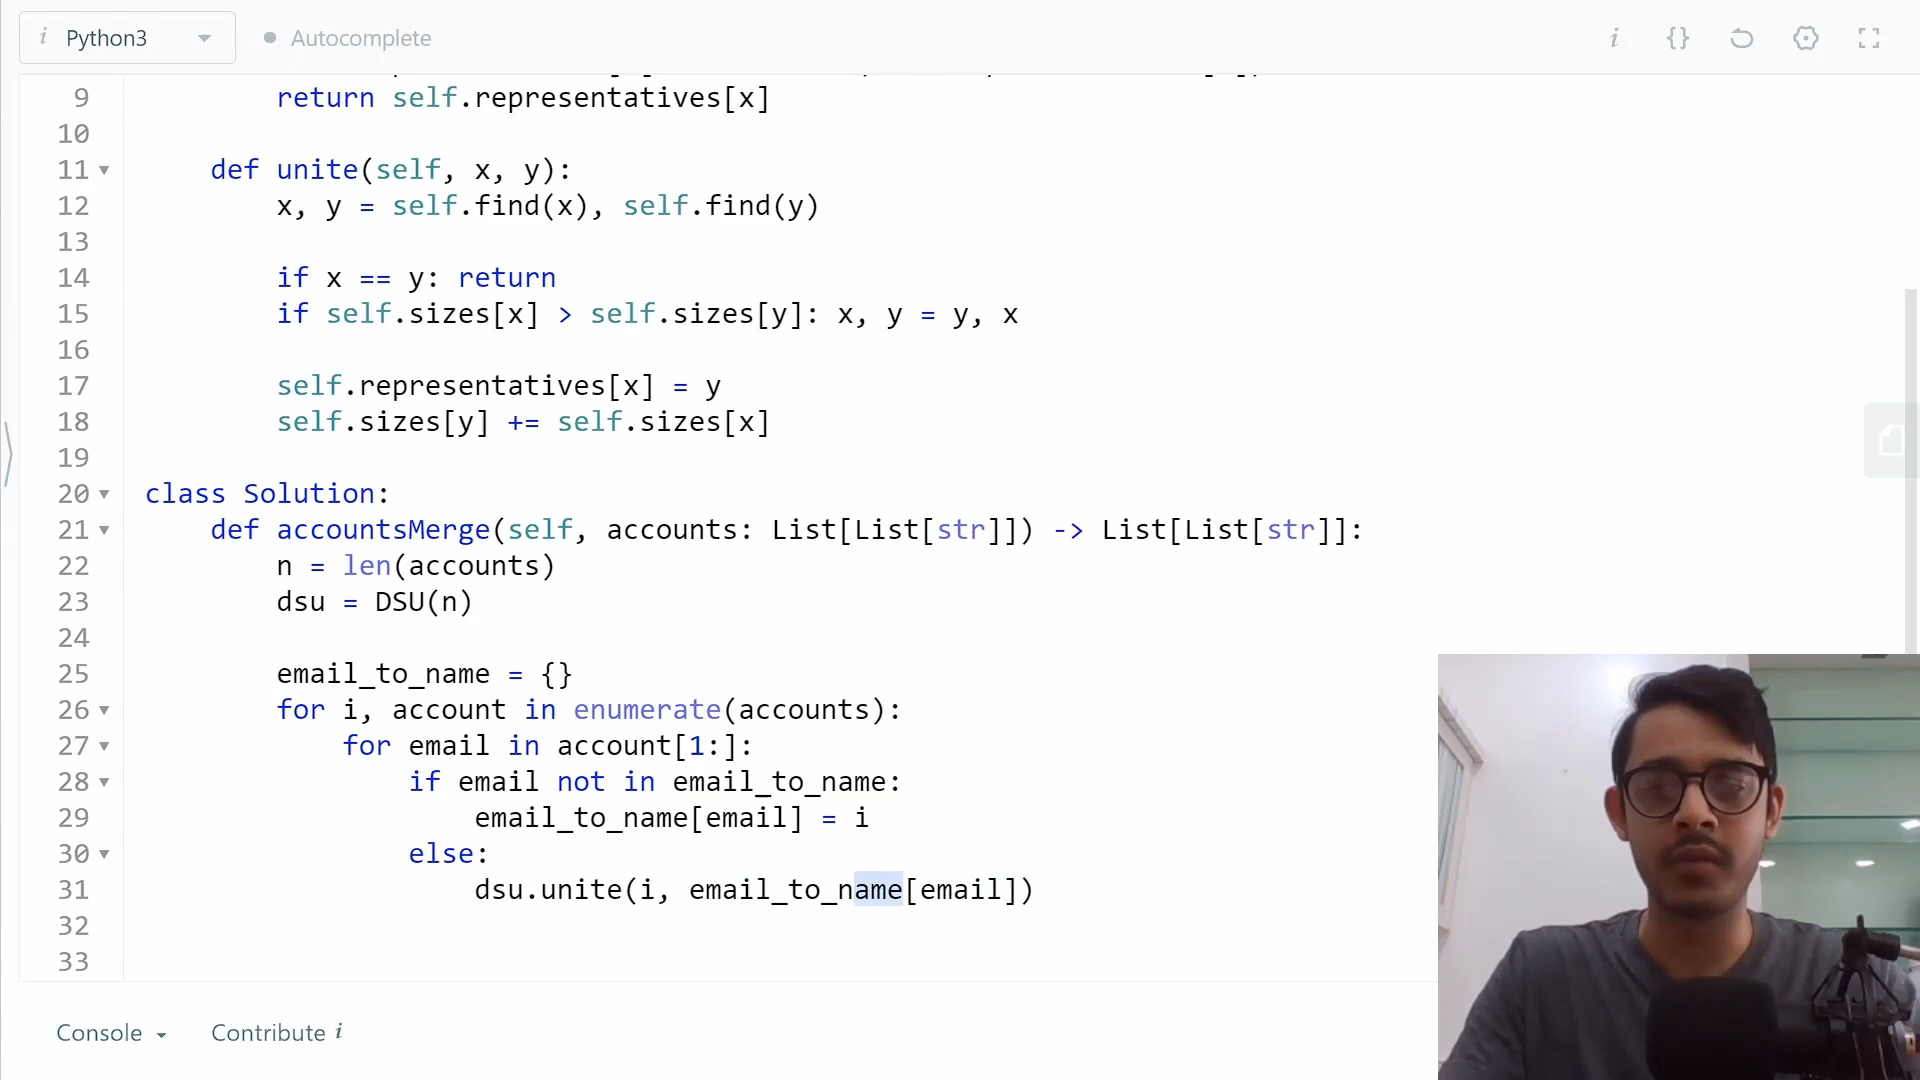 i Python3 Autocomplete i {}
9 return self.representatives[x]
10
11 def unite(self, x, y):
12 x, y = self.find(x), self.find(y)
13
14 if x == y: return
15 if self.sizes[x] > self.sizes[y]: x, y = y, x
16
17 self.representatives[x] = y
18 self.sizes[y] += self.sizes[x]
19
20 class Solution:
21 def accountsMerge(self, accounts: List[List[str]]) -> List[List[str]]:
22 n = len(accounts)
23 dsu = DSU(n)
24
25 email_to_name = {}
26 for i, account in enumerate(accounts):
27 for email in account[1:]:
28 if email not in email_to_name:
29 email_to_name[email] = i
30 else:
31 dsu.unite(i, email_to_name[email])
32
33
Console Contribute i